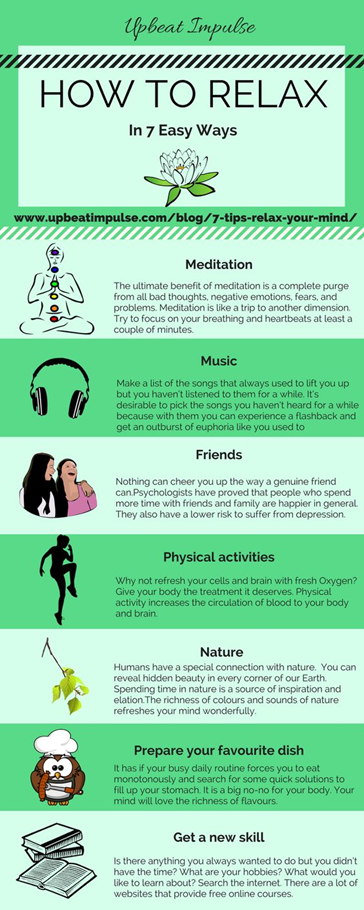 Upbeat Impulse
HOW TO RELAX
In 7 Easy Ways
www.upbeatimpulse.com/blog/7-tips-relax-your-mind/
Meditation
The ultimate benefit of meditation is a complete purge
from all bad thoughts, negative emotions, fears, and
problems. Meditation is like a trip to another dimension.
Try to focus on your breathing and heartbeats at least a
couple of minutes.
Music
Make a list of the songs that always used to lift you up
but you haven't listened to them for a while. It's
desirable to pick the songs you haven't heard for a while
because with them you can experience a flashback and
get an outburst of euphoria like you used to
Friends
Nothing can cheer you up the way a genuine friend
can.Psychologists have proved that people who spend
more time with friends and family are happier in general.
They also have a lower risk to suffer from depression.
Physical activities
Why not refresh your cells and brain with fresh Oxygen?
Give your body the treatment it deserves. Physical
activity increases the circulation of blood to your body
and brain.
Nature
Humans have a special connection with nature. You can
reveal hidden beauty in every corner of our Earth.
Spending time in nature is a source of inspiration and
elation.The richness of colours and sounds of nature
refreshes your mind wonderfully.
Prepare your favourite dish
It has if your busy daily routine forces you to eat
monotonously and search for some quick solutions to
fill up your stomach. It is a big no-no for your body. Your
mind will love the richness of flavours.
Get a new skill
Is there anything you always wanted to do but you didn't
have the time? What are your hobbies? What would you
like to learn about? Search the internet. There are a lot of
websites that provide free online courses.